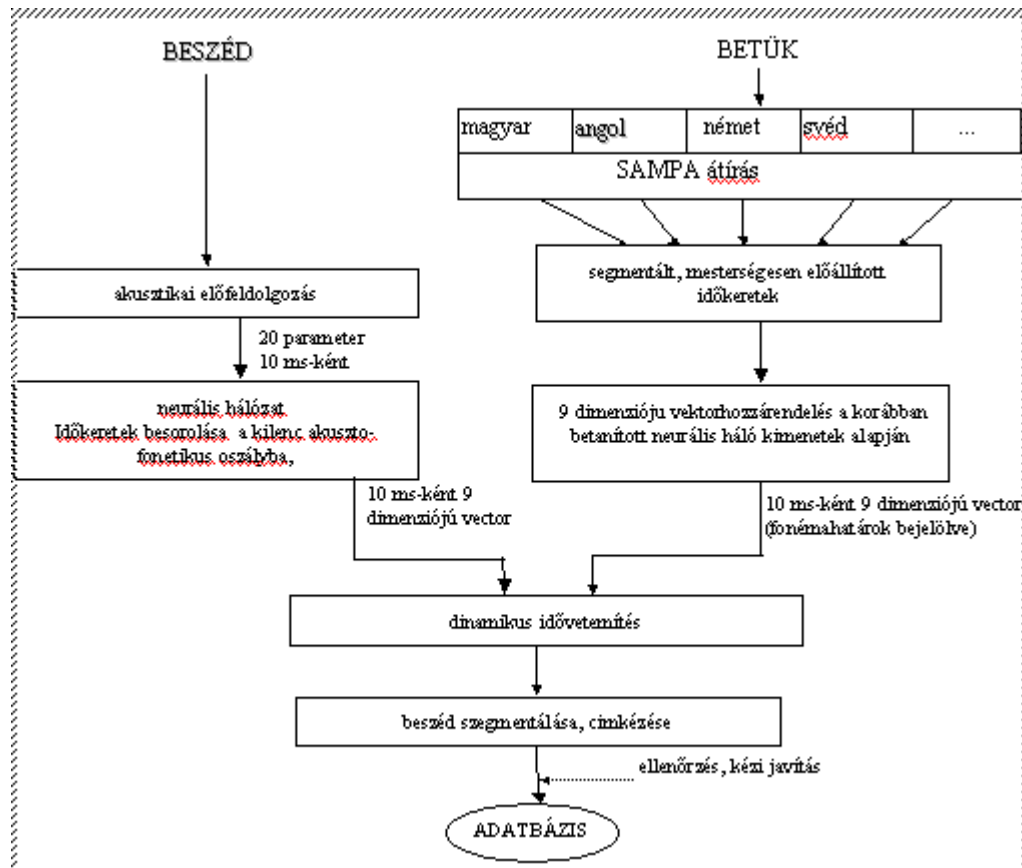 BESZÉD
BETÜK
magyar
angol
német
svéd
...
SAMPA átírás
segmentált, mesterségesen előállított
időkeretek
akusztikai előfeldolgozás
20 parameter
10 ms-ként
neurális hálózat
Időkeretek besorolása a kilenc akuszto-
fonetikus oszályba,
9 dimenzióju vektorhozzárendelés a korábban
betanított neurális háló kimenetek alapján
10 ms-ként 9
dimenziójú vector
10 ms-ként 9 dimenziójú vector
(fonémahatárok bejelölve)
dinamikus idővetemítés
beszéd szegmentálása, címkézése
ellenőrzés, kézi javítás
ADATBÁZIS